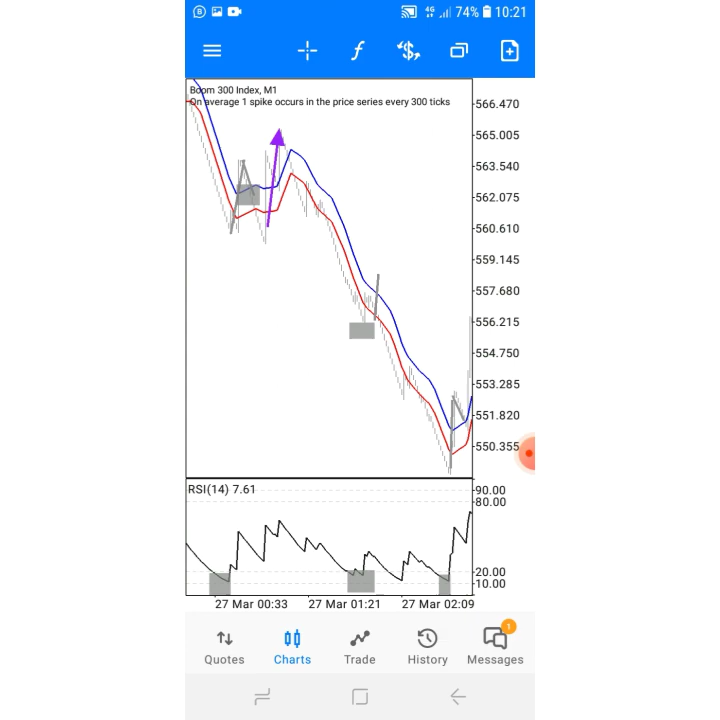 4G 74% 10:21
Boom 300 Index, M1
On average 1 spike occurs in the price series every 300 ticks
566.470
565.005
563.540
562.075
560.610
559.145
557.680
556.215
554.750
553.285
551.820
550.355
RSI(14) 7.61
90.00
80.00
20.00
10.00
27 Mar 00:33 27 Mar 01:21 27 Mar 02:09
1
Quotes Charts Trade History Messages